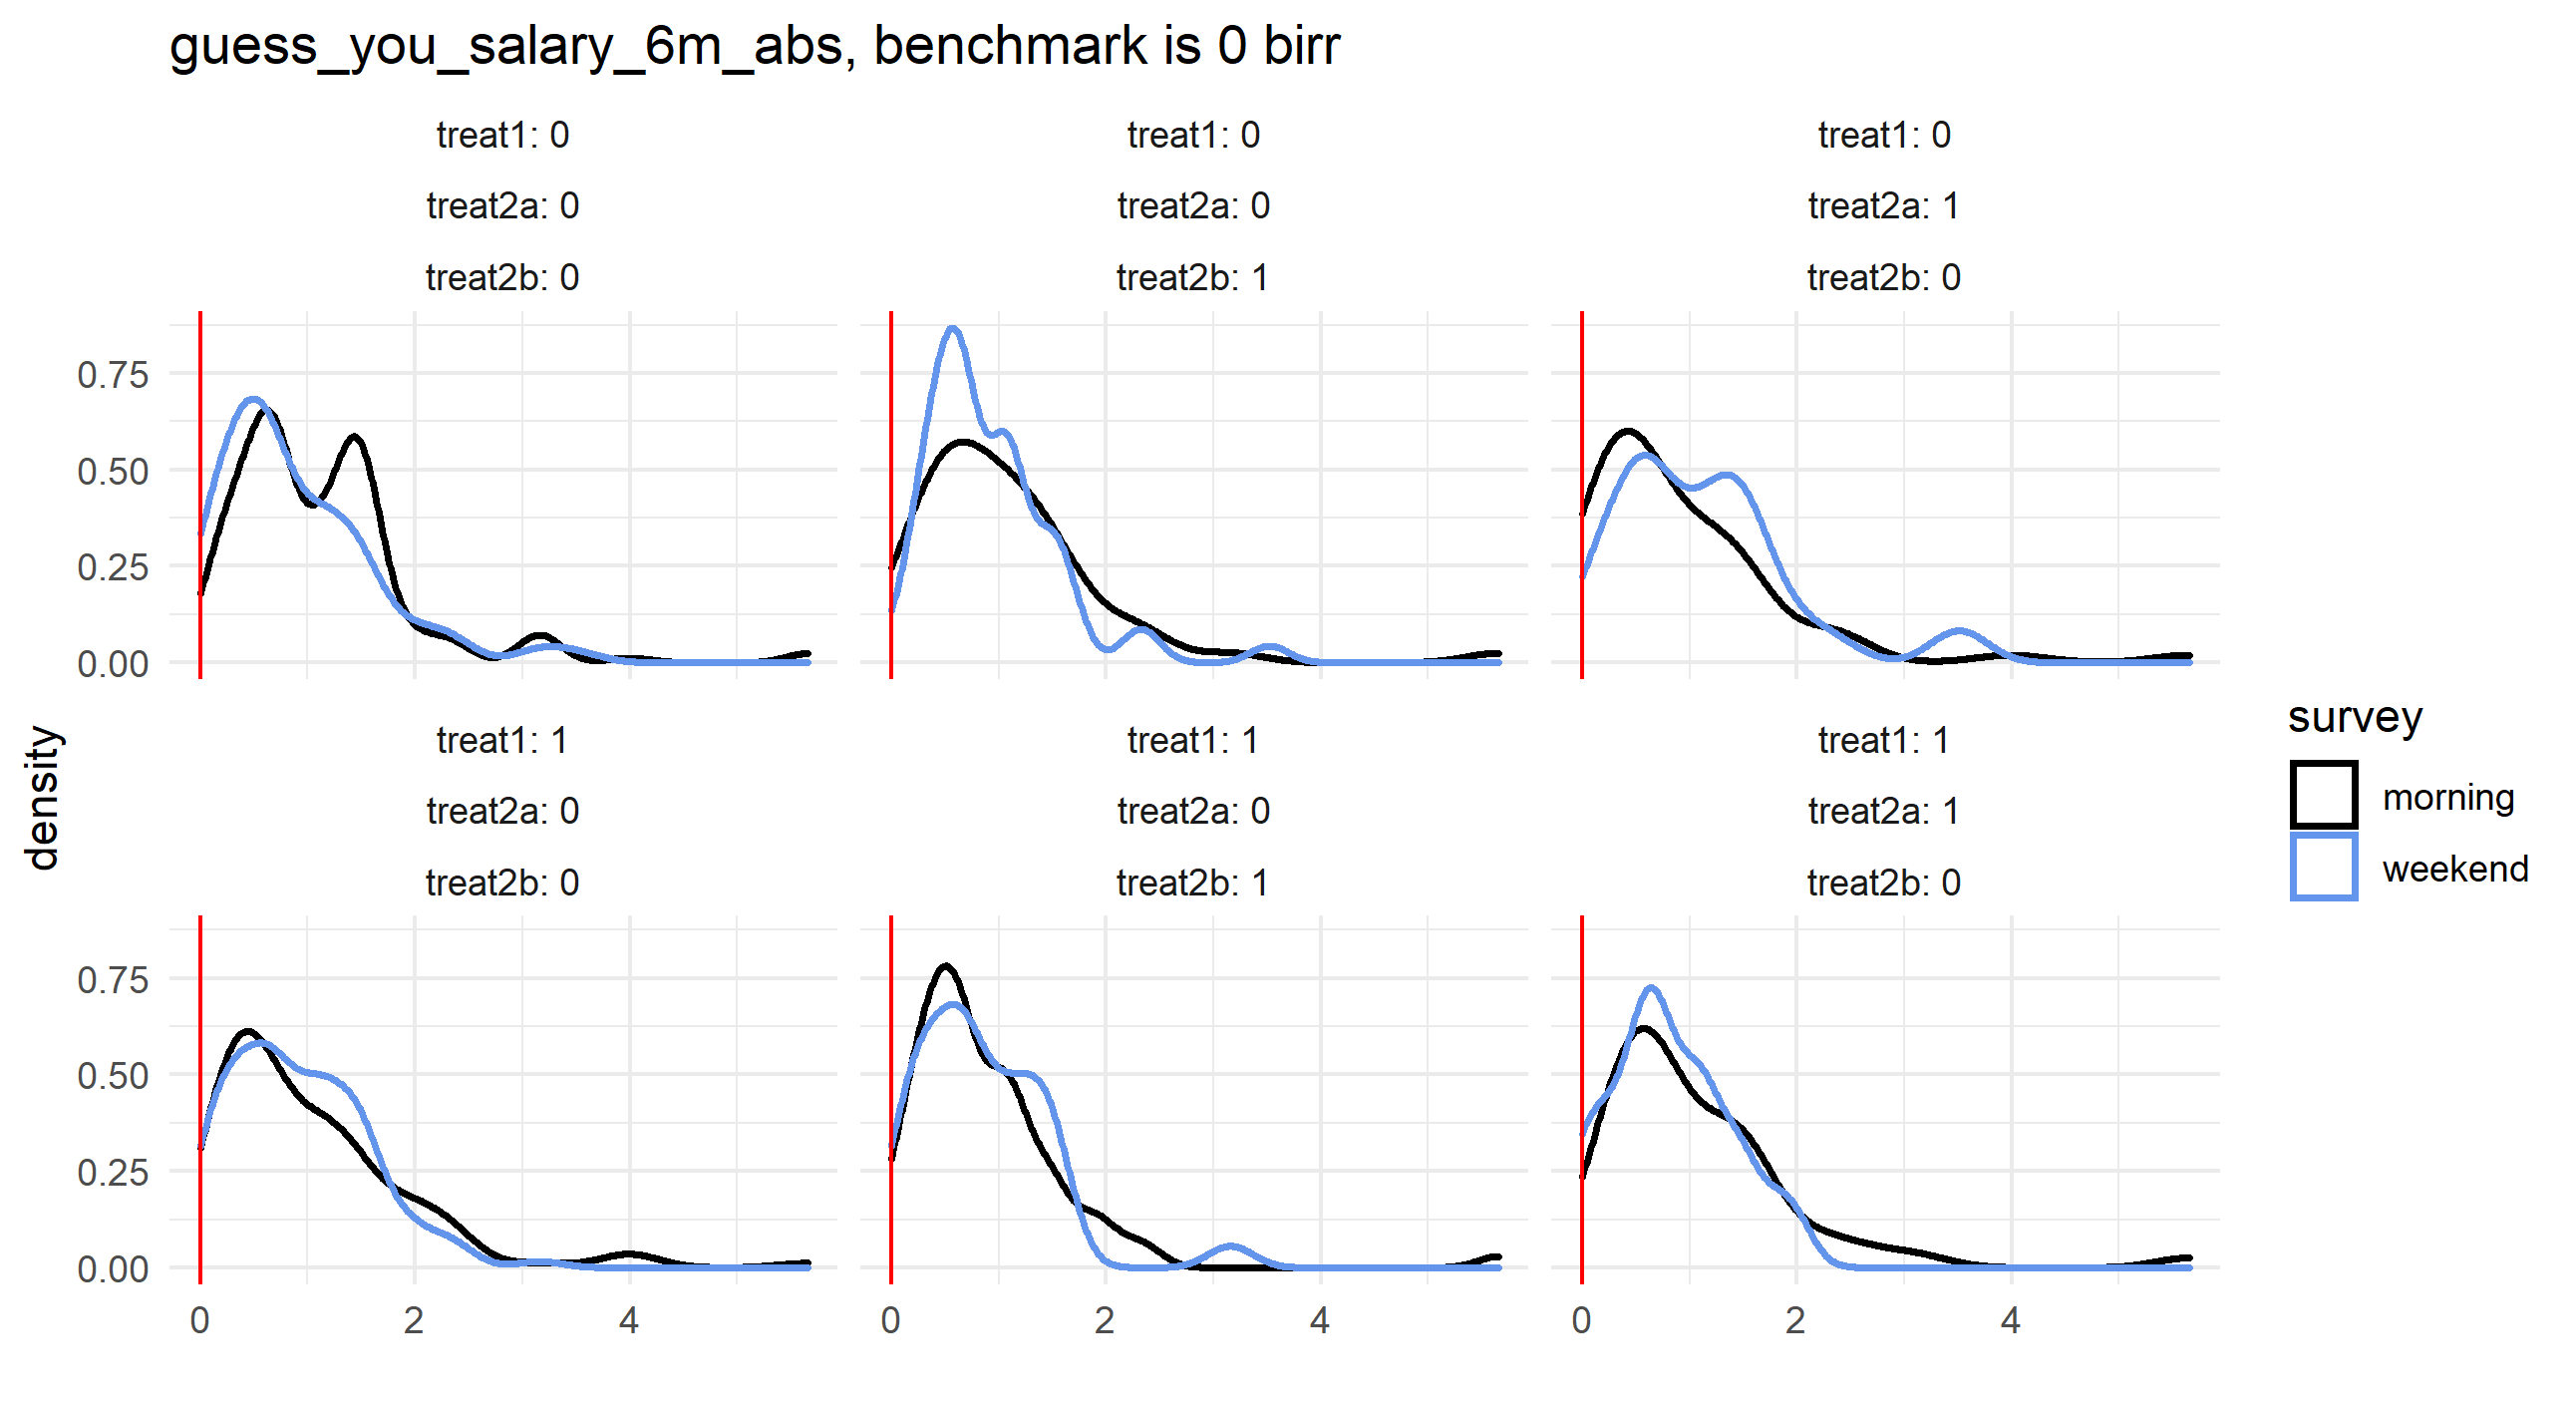 guess_you_salary_6m_abs, benchmark is 0 birr
treat1: 0
treat2a: 0
treat2b: 0
treat1: 0
treat2a: 0
treat2b: 1
treat1: 0
treat2a: 1
treat2b: 0
0.75
0.50
0.25
0.00
treat1: 1
treat2a: 0
treat2b: 0
treat1: 1
treat2a: 0
treat2b: 1
treat1: 1
treat2a: 1
treat2b: 0
0.75
0.50
0.25
0.00
0 2 4
0 2 4
0 2 4
density
survey
morning
weekend